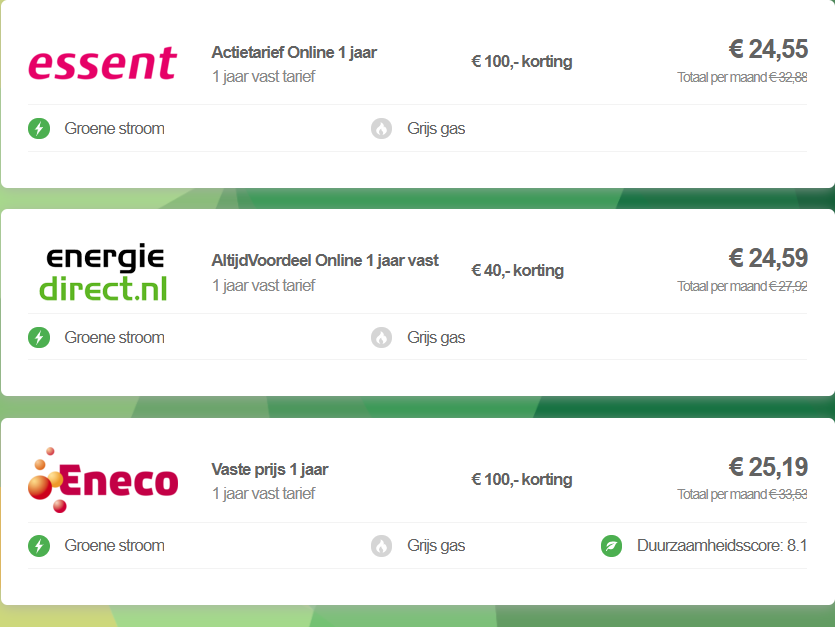 essent
Actietarief Online 1 jaar
1 jaar vast tarief
€ 100,- korting
€ 24,55
Totaal per maand € 32,88
Groene stroom
Grijs gas
energie
direct.nl
AltijdVoordeel Online 1 jaar vast
1 jaar vast tarief
€ 40,- korting
€ 24,59
Totaal per maand € 27,92
Groene stroom
Grijs gas
Eneco
Vaste prijs 1 jaar
1 jaar vast tarief
€ 100,- korting
€ 25,19
Totaal per maand € 33,53
Groene stroom
Grijs gas
Duurzaamheidsscore: 8.1